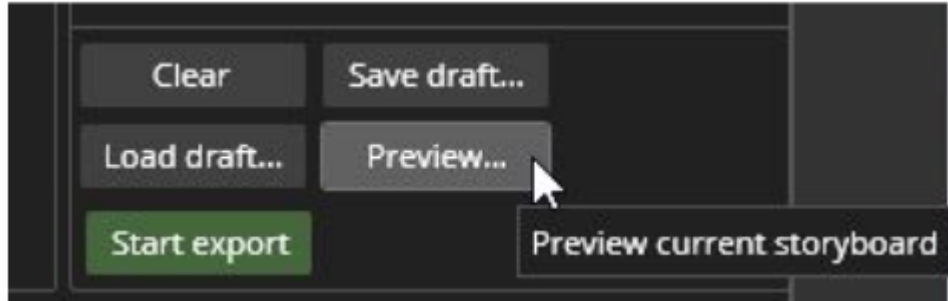 Clear
Save draft...
Load draft...
Preview...
Start export
Preview current storyboard